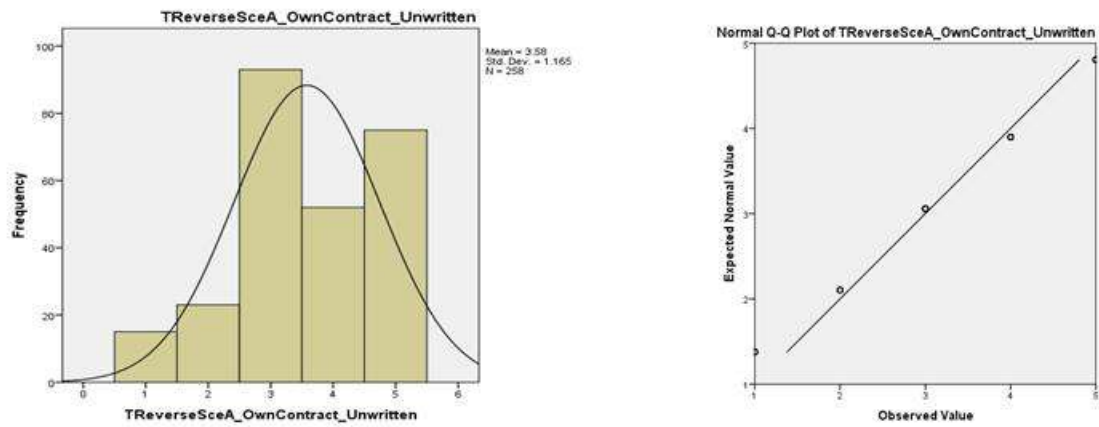 TReverseSceA_OwnContract_Unwritten
Mean = 3.58
Std. Dev. = 1.165
N = 258
100
80
60
40
20
0
Frequency
0 1 2 3 4 5 6
TReverseSceA_OwnContract_Unwritten
Normal Q-Q Plot of TReverseSceA_OwnContract_Unwritten
5
4
3
2
1
Expected Normal Value
1 2 3 4 5
Observed Value